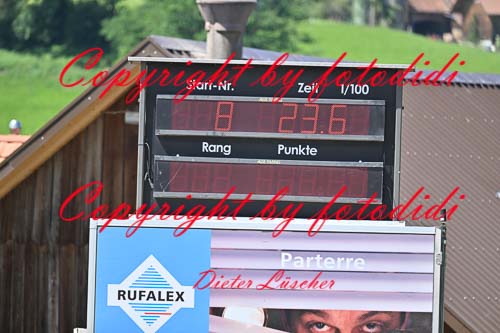 Copyright by fotodidi
Start-Nr. Zeit 1/100
8 23.6
Rang Punkte
Copyright by fotodidi
Parterre
RUFALEX
Dieter Lüscher